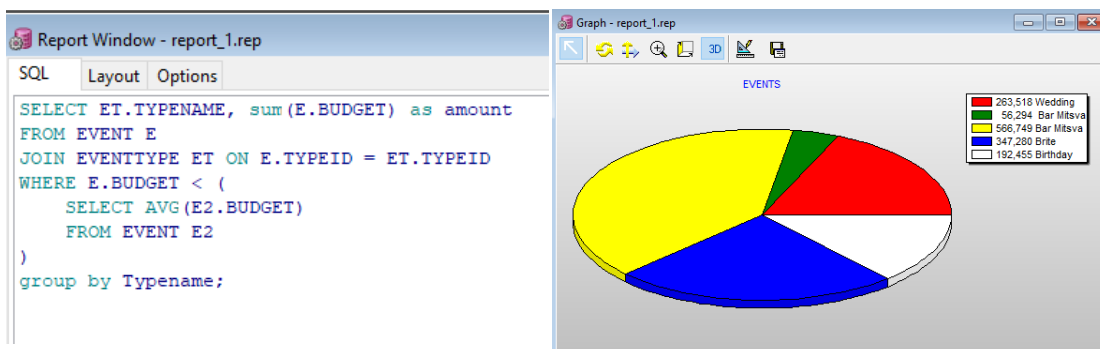 Report Window - report_1.rep
SQL Layout Options
SELECT ET.TYPENAME, sum(E.BUDGET) as amount
FROM EVENT E
JOIN EVENTTYPE ET ON E.TYPEID = ET.TYPEID
WHERE E.BUDGET < (
SELECT AVG(E2.BUDGET)
FROM EVENT E2
)
group by Typename;
Graph - report_1.rep
3D
EVENTS
263,518 Wedding
56,294 Bar Mitsva
566,749 Bar Mitsva
347,280 Brite
192,455 Birthday